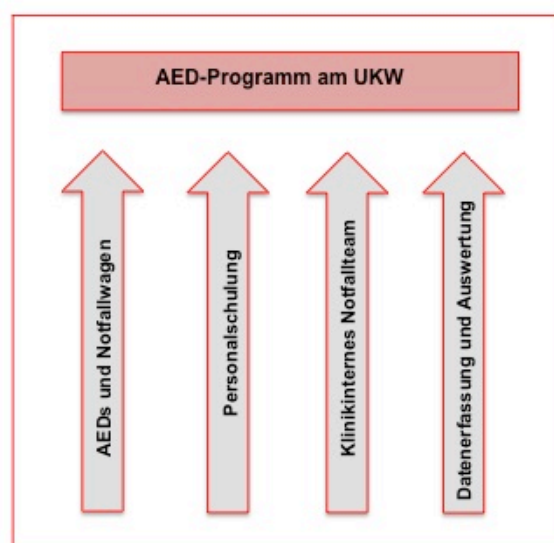 AED-Programm am UKW
AEDs und Notfallwagen
Personalschulung
Klinikinternes Notfallteam
Datenerfassung und Auswertung